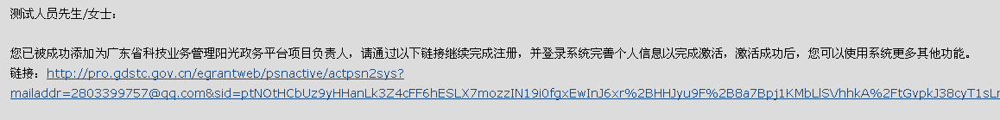 测试人员先生/女士：
您已被成功添加为广东省科技业务管理阳光政务平台项目负责人，请通过以下链接继续完成注册，并登录系统完善个人信息以完成激活，激活成功后，您可以使用系统更多其他功能。
链接：http://pro.gdstc.gov.cn/egrantweb/psnactive/actpsn2sys?
mailaddr=2803399757@qq.com&sid=ptNOtHCbUz9yHHanLk3Z4cFF6hESLX7mozzIN19i0fgxEwInJ6xr%2BHHJyu9F%2B8a7Bpj1KMbLlSVhhkA%2FtGvpkJ38cyT1sLr